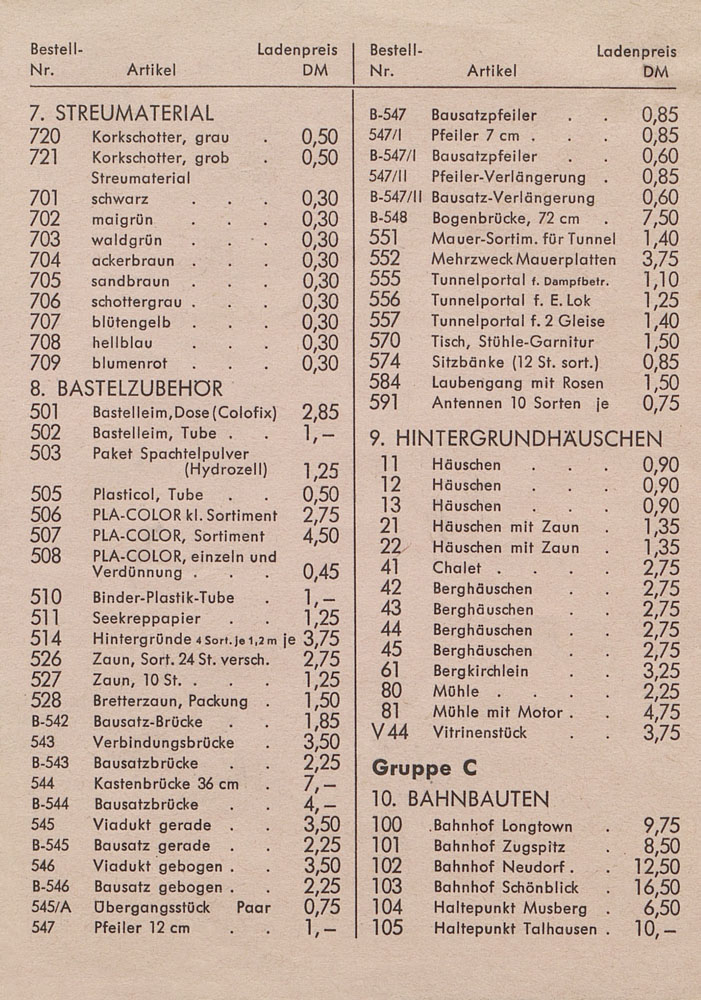 Bestell- Ladenpreis
Nr. Artikel DM
7. STREUMATERIAL
720 Korkschotter, grau . 0,50
721 Korkschotter, grob . 0,50
Streumaterial
701 schwarz . . . 0,30
702 maigrün . . . 0,30
703 waldgrün . . . 0,30
704 ackerbraun . . . 0,30
705 sandbraun . . . 0,30
706 schottergrau . . . 0,30
707 blütengelb . . . 0,30
708 hellblau . . . 0,30
709 blumenrot . . . 0,30
8. BASTELZUBEHÖR
501 Bastelleim, Dose (Colofix) 2,85
502 Bastelleim, Tube . . 1,–
503 Paket Spachtelpulver
(Hydrozell) 1,25
505 Plasticol, Tube . . 0,50
506 PLA-COLOR kl. Sortiment 2,75
507 PLA-COLOR, Sortiment 4,50
508 PLA-COLOR, einzeln und
Verdünnung . . . 0,45
510 Binder-Plastik-Tube . 1,–
511 Seekreppapier . . 1,25
514 Hintergründe 4 Sort. je 1,2 m je 3,75
526 Zaun, Sort. 24 St. versch. 2,75
527 Zaun, 10 St. . . . 1,25
528 Bretterzaun, Packung . 1,50
B-542 Bausatz-Brücke . . 1,85
543 Verbindungsbrücke . 3,50
B-543 Bausatzbrücke . . 2,25
544 Kastenbrücke 36 cm . 7,–
B-544 Bausatzbrücke . . 4,–
545 Viadukt gerade . . 3,50
B-545 Bausatz gerade . . 2,25
546 Viadukt gebogen . . 3,50
B-546 Bausatz gebogen . . 2,25
545/A Übergangsstück Paar 0,75
547 Pfeiler 12 cm . . 1,–
Bestell- Ladenpreis
Nr. Artikel DM
B-547 Bausatzpfeiler . . 0,85
547/I Pfeiler 7 cm . . . 0,85
B-547/I Bausatzpfeiler . . 0,60
547/II Pfeiler-Verlängerung . 0,85
B-547/II Bausatz-Verlängerung 0,60
B-548 Bogenbrücke, 72 cm . 7,50
551 Mauer-Sortim. für Tunnel 1,40
552 Mehrzweck Mauerplatten 3,75
555 Tunnelportal f. Dampfbetr. 1,10
556 Tunnelportal f. E. Lok 1,25
557 Tunnelportal f. 2 Gleise 1,40
570 Tisch, Stühle-Garnitur 1,50
574 Sitzbänke (12 St. sort.) 0,85
584 Laubengang mit Rosen 1,50
591 Antennen 10 Sorten je 0,75
9. HINTERGRUNDHÄUSCHEN
11 Häuschen . . . 0,90
12 Häuschen . . . 0,90
13 Häuschen . . . 0,90
21 Häuschen mit Zaun . 1,35
22 Häuschen mit Zaun . 1,35
41 Chalet . . . . 2,75
42 Berghäuschen . . 2,75
43 Berghäuschen . . 2,75
44 Berghäuschen . . 2,75
45 Berghäuschen . . 2,75
61 Bergkirchlein . . 3,25
80 Mühle . . . . 2,25
81 Mühle mit Motor . . 4,75
V 44 Vitrinenstück . . 3,75
Gruppe C
10. BAHNBAUTEN
100 Bahnhof Longtown . 9,75
101 Bahnhof Zugspitz . 8,50
102 Bahnhof Neudorf . . 12,50
103 Bahnhof Schönblick . 16,50
104 Haltepunkt Musberg . 6,50
105 Haltepunkt Talhausen . 10,–